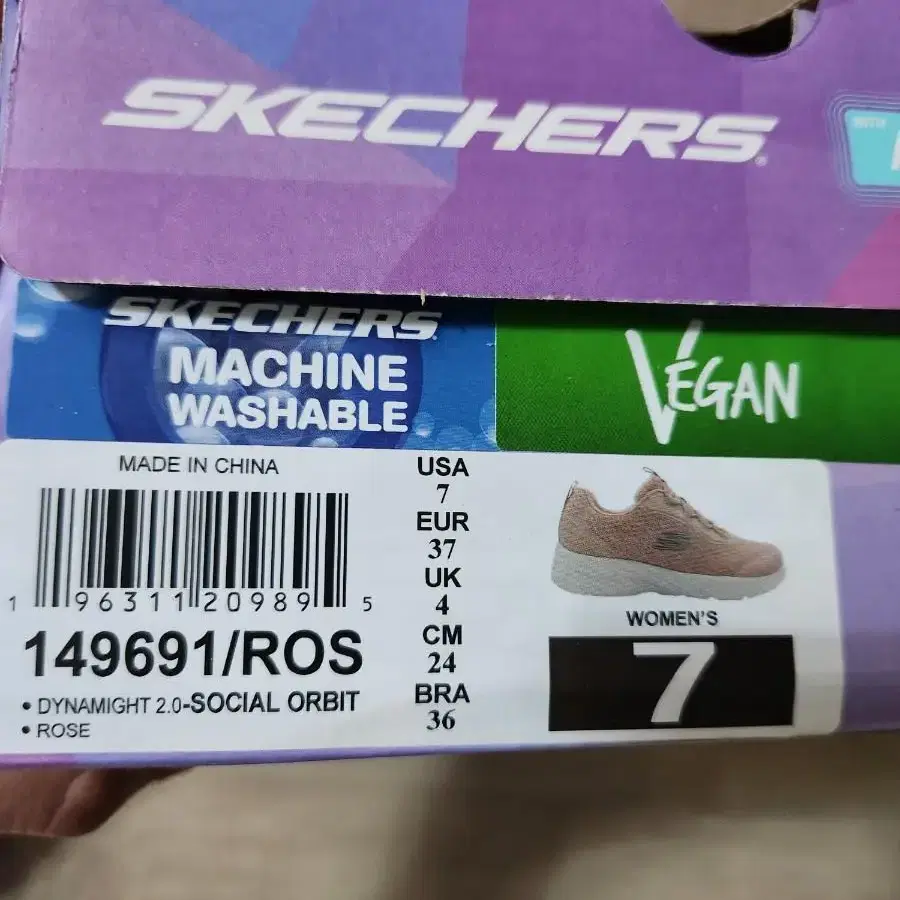 SKECHERS
WITH
SKECHERS
MACHINE
WASHABLE
VEGAN
MADE IN CHINA
1 96311 20989 5
149691/ROS
• DYNAMIGHT 2.0-SOCIAL ORBIT
• ROSE
USA
7
EUR
37
UK
4
CM
24
BRA
36
WOMEN'S
7